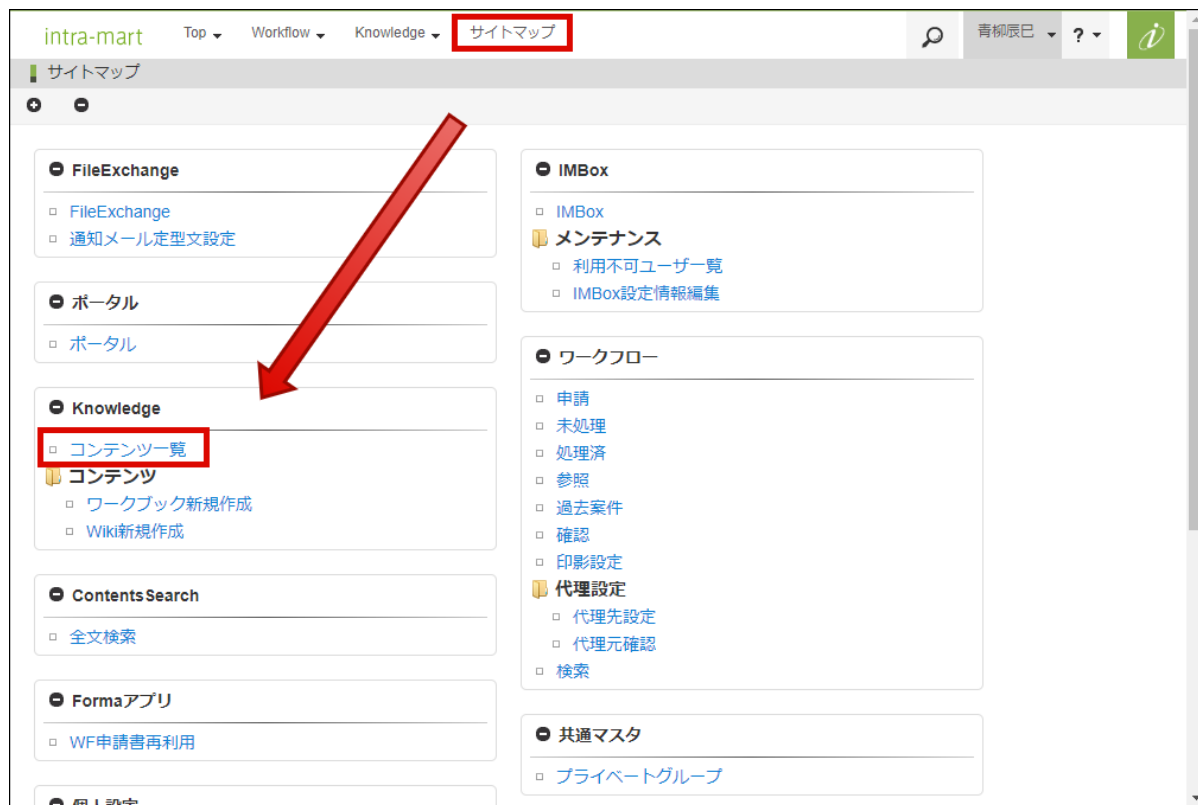 intra-mart Top Workflow Knowledge サイトマップ 青柳辰巳 ?
サイトマップ
FileExchange
FileExchange
通知メール定型文設定
ポータル
ポータル
Knowledge
コンテンツ一覧
コンテンツ
ワークブック新規作成
Wiki新規作成
ContentsSearch
全文検索
Formaアプリ
WF申請書再利用
個人設定
IMBox
IMBox
メンテナンス
利用不可ユーザ一覧
IMBox設定情報編集
ワークフロー
申請
未処理
処理済
参照
過去案件
確認
印影設定
代理設定
代理先設定
代理元確認
検索
共通マスタ
プライベートグループ